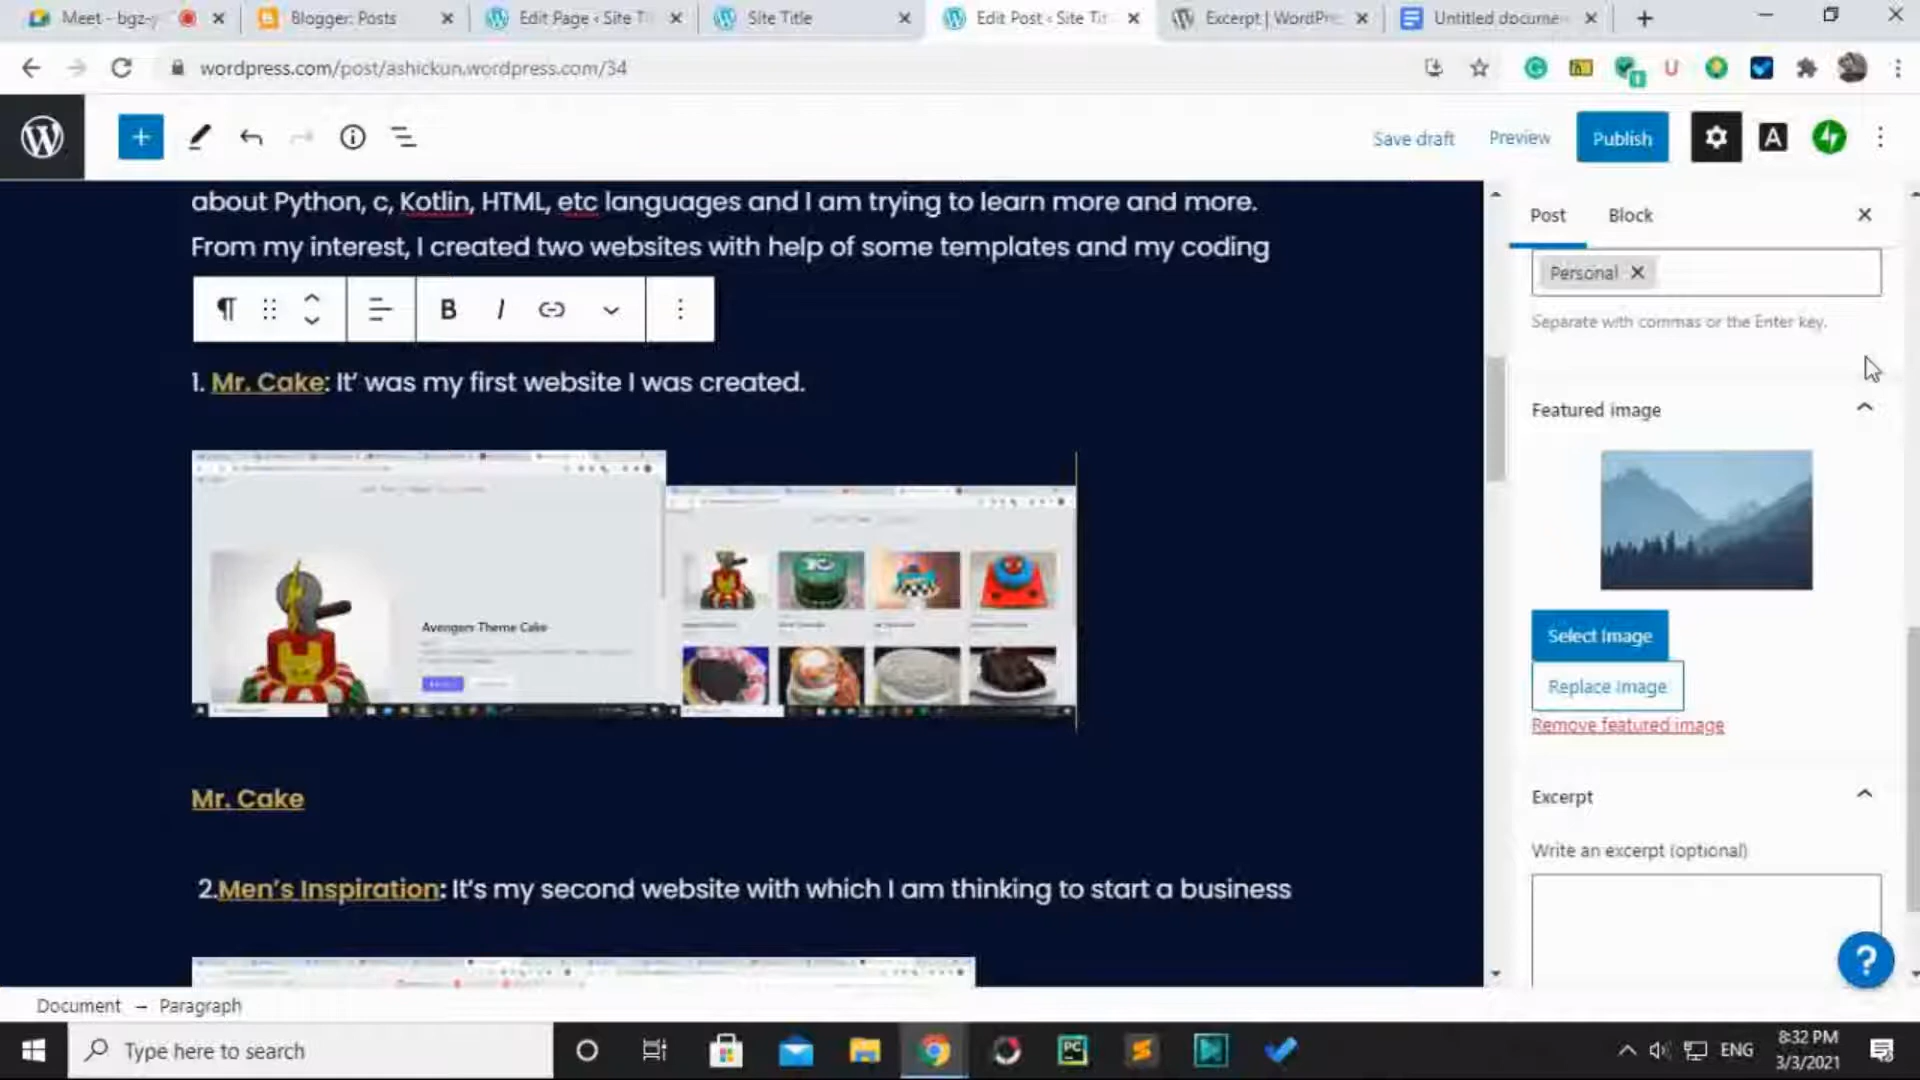 Meet - bgz-y
Blogger: Posts
Edit Page ‹ Site T
Site Title
Edit Post ‹ Site Tit
Excerpt | WordPre
Untitled docume
wordpress.com/post/ashickun.wordpress.com/34
Save draft
Preview
Publish
about Python, c, Kotlin, HTML, etc languages and I am trying to learn more and more.
From my interest, I created two websites with help of some templates and my coding
B I
1. Mr. Cake: It’ was my first website I was created.
Avengers Theme Cake
Mr. Cake
2.Men’s Inspiration: It’s my second website with which I am thinking to start a business
Post
Block
Personal
Separate with commas or the Enter key.
Featured image
Select Image
Replace Image
Remove featured image
Excerpt
Write an excerpt (optional)
Document → Paragraph
Type here to search
ENG
8:32 PM
3/3/2021